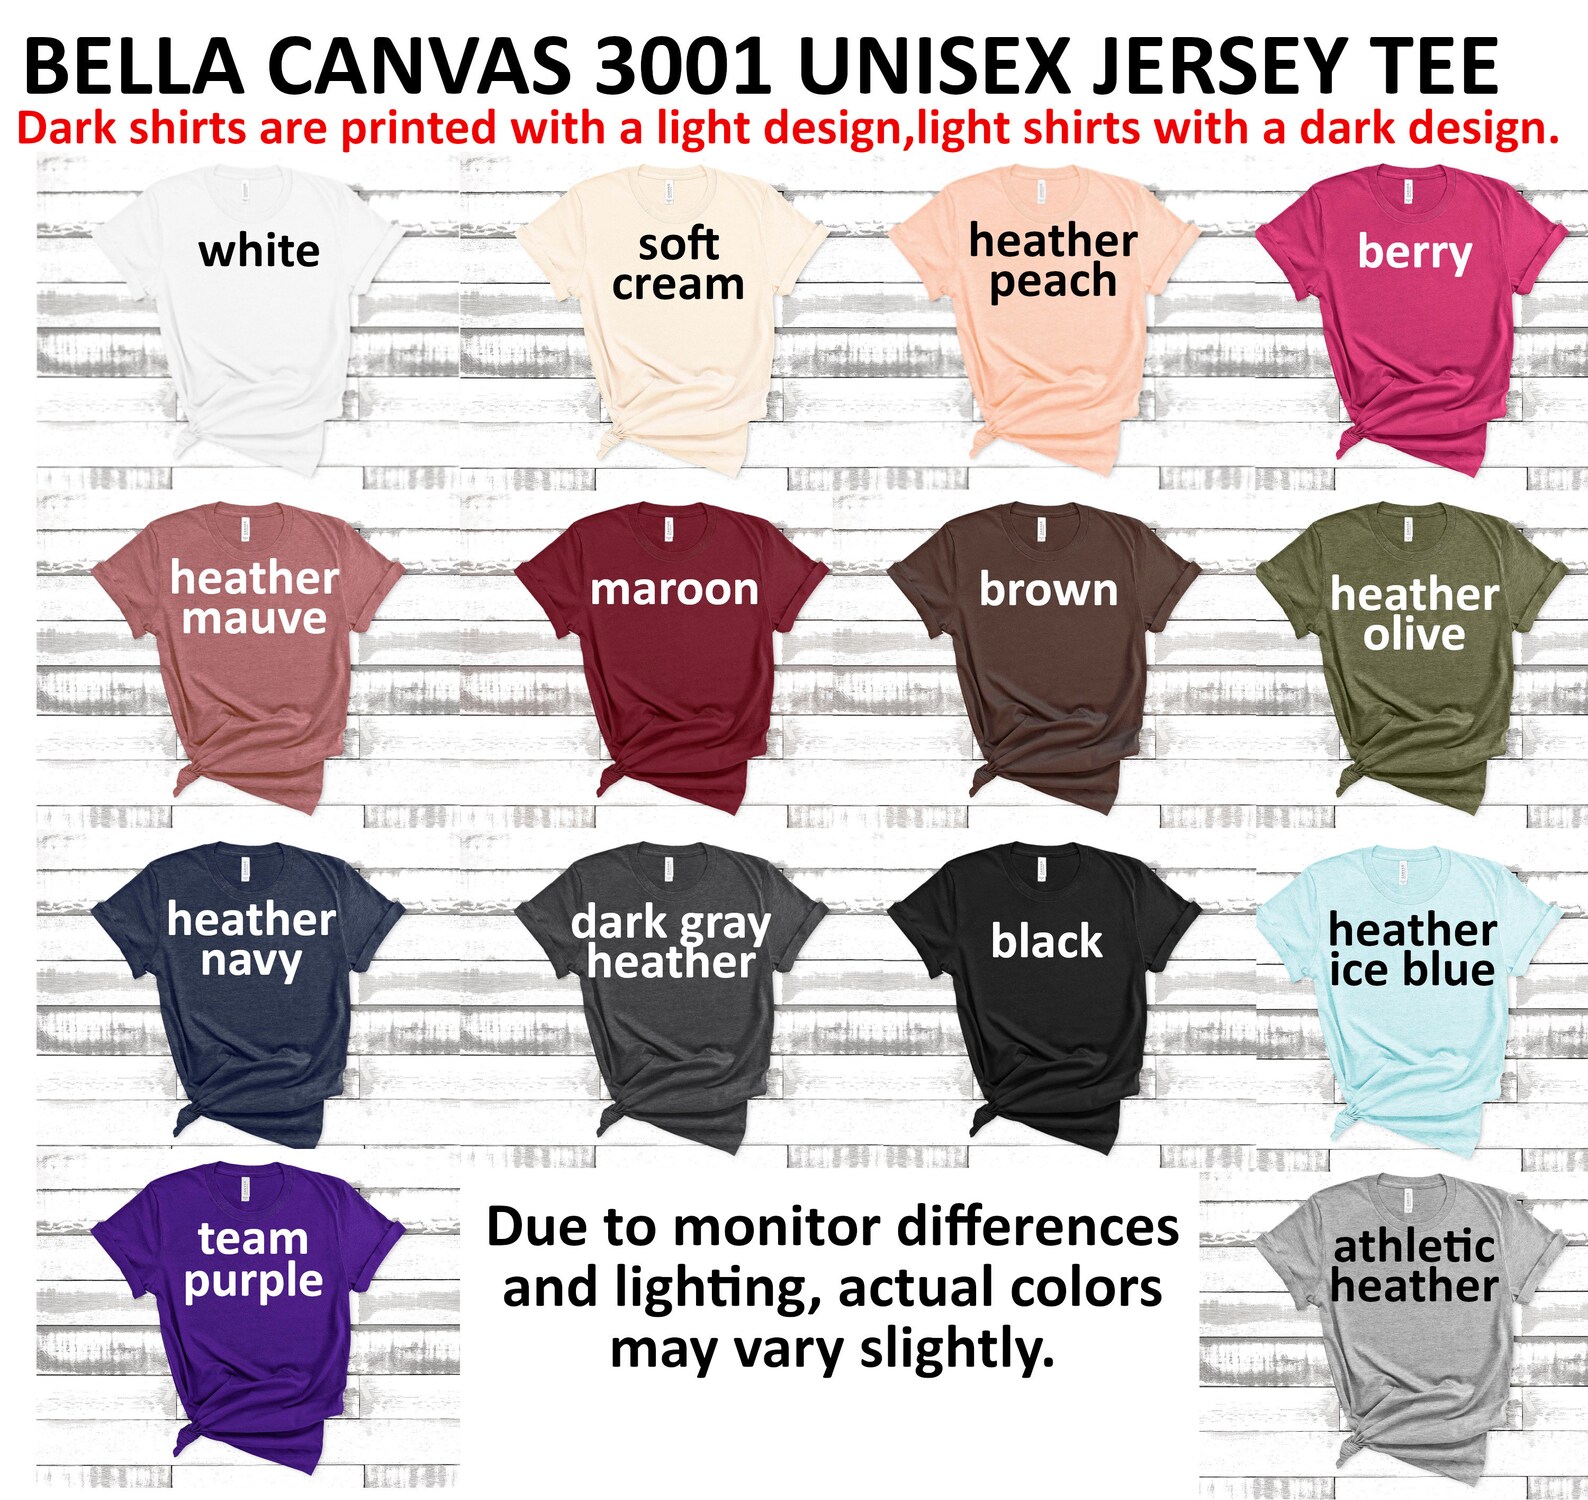 BELLA CANVAS 3001 UNISEX JERSEY TEE
Dark shirts are printed with a light design,light shirts with a dark design.
white
soft
cream
heather
peach
berry
heather
mauve
maroon
brown
heather
olive
heather
navy
dark gray
heather
black
heather
ice blue
team
purple
Due to monitor differences
and lighting, actual colors
may vary slightly.
athletic
heather